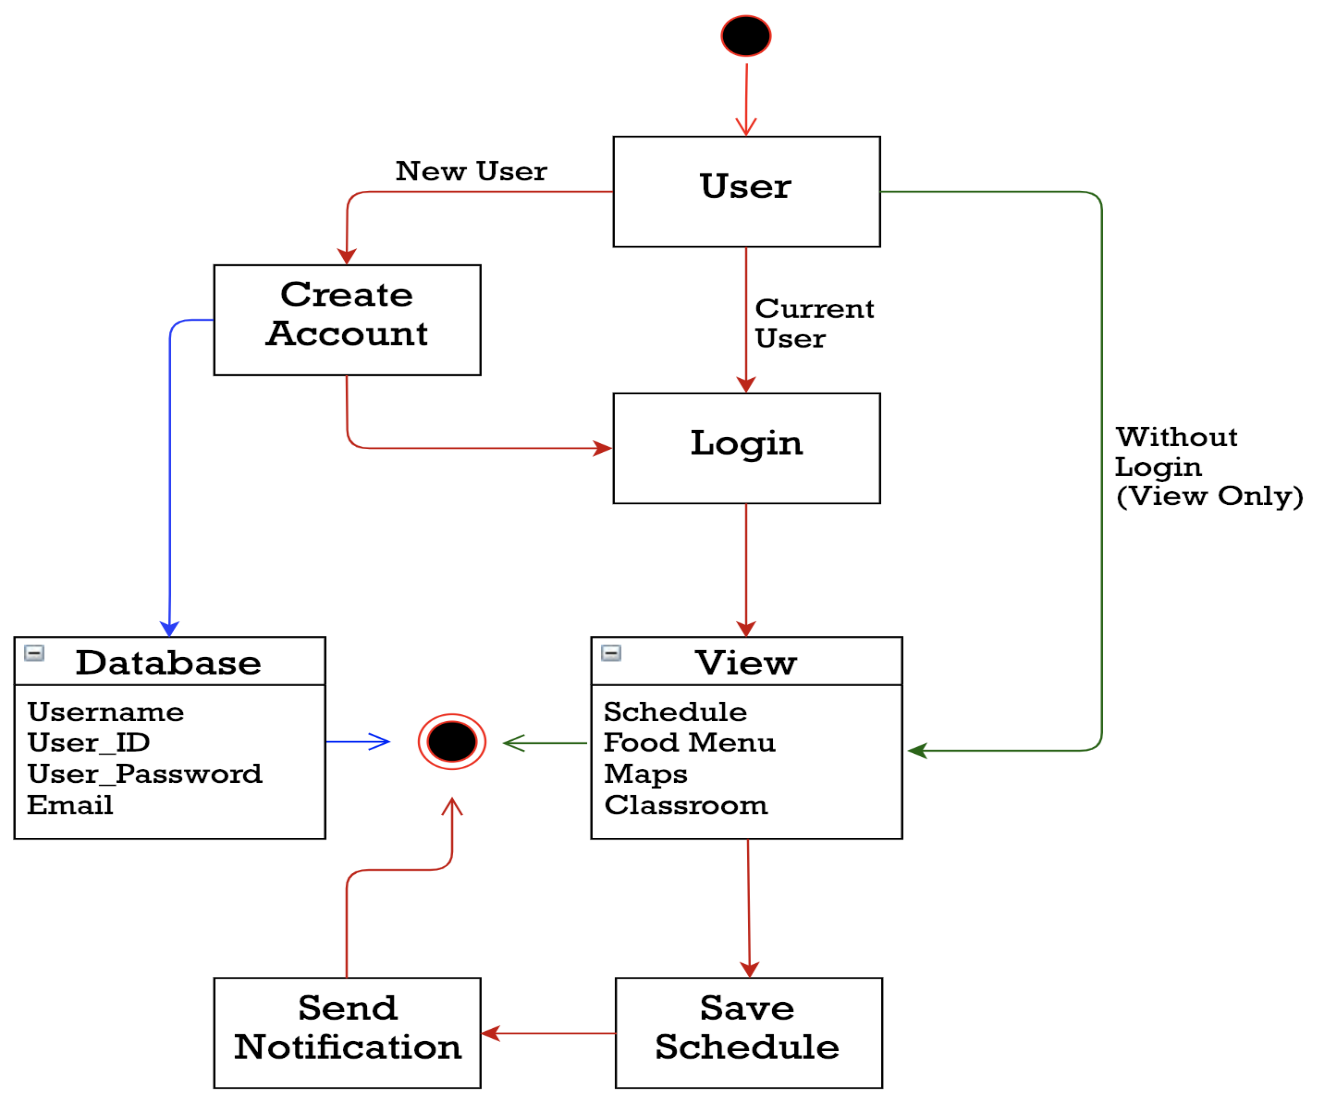 User
New User
Create
Account
Current
User
Login
Without
Login
(View Only)
Database
Username
User_ID
User_Password
Email
View
Schedule
Food Menu
Maps
Classroom
Send
Notification
Save
Schedule